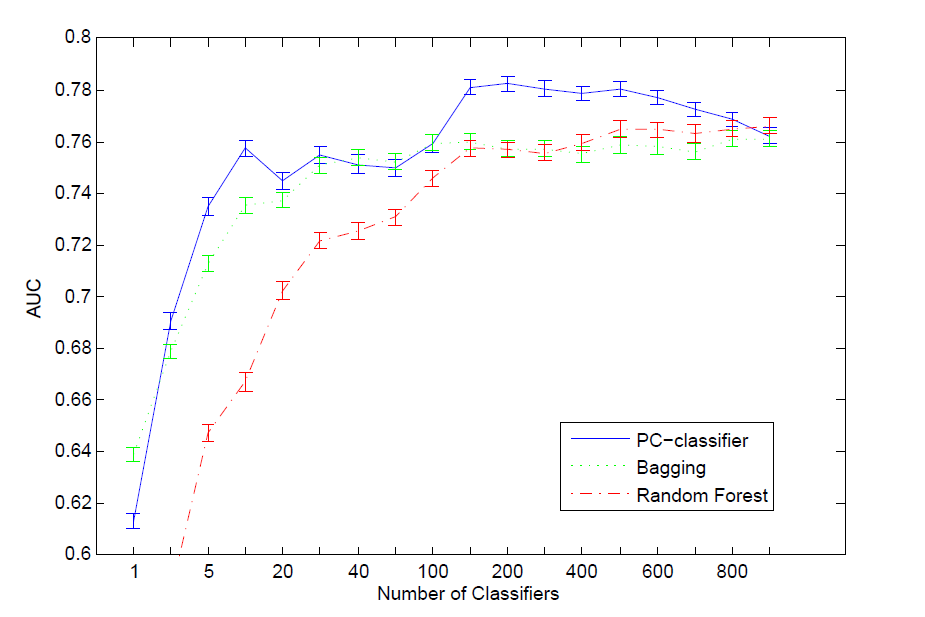 0.8
0.78
0.76
0.74
0.72
0.7
0.68
0.66
0.64
0.62
0.6
AUC
1 5 20 40 100 200 400 600 800
Number of Classifiers
PC−classifier
Bagging
Random Forest